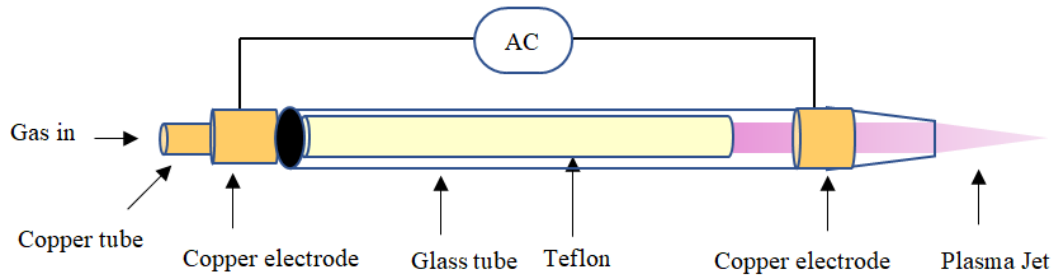 AC
Gas in
Copper tube
Copper electrode
Glass tube
Teflon
Copper electrode
Plasma Jet